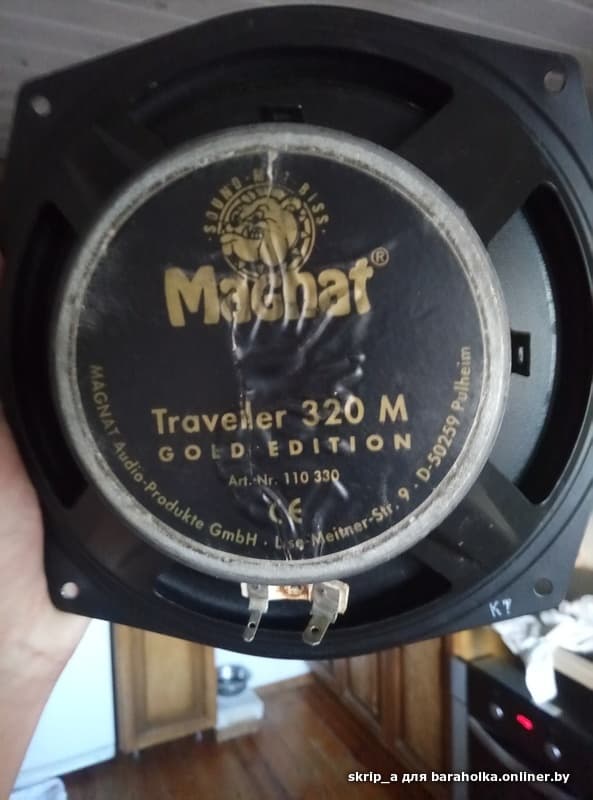 SOUND MIT BISS
Magnat®
Traveller 320 M
GOLD EDITION
Art.-Nr. 110 330
CE
MAGNAT Audio-Produkte GmbH · Lise-Meitner-Str. 9 · D-50259 Pulheim
K7
skrip_a для baraholka.onliner.by